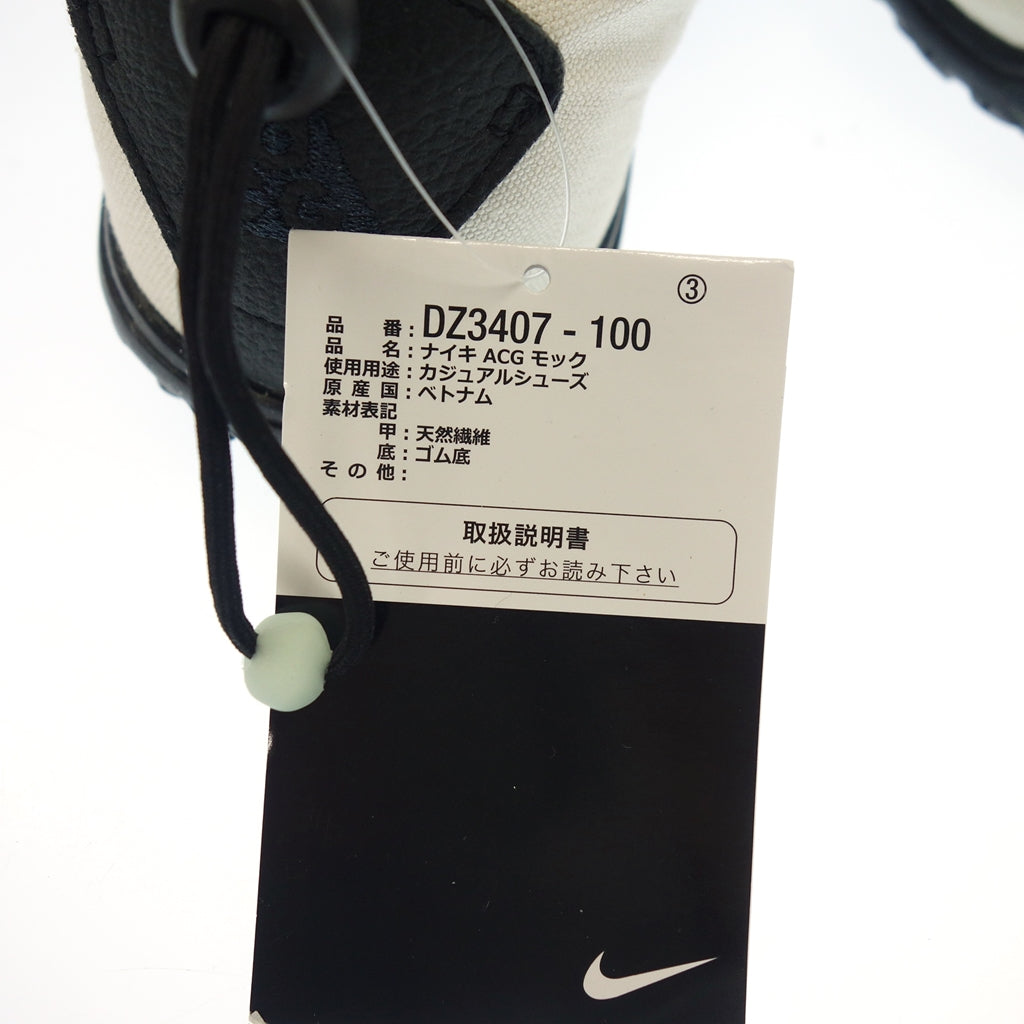 ③
品番：DZ3407 - 100
品名：ナイキ ACG モック
使用用途：カジュアルシューズ
原産国：ベトナム
素材表記
甲：天然繊維
底：ゴム底
その他：
取扱説明書
ご使用前に必ずお読み下さい